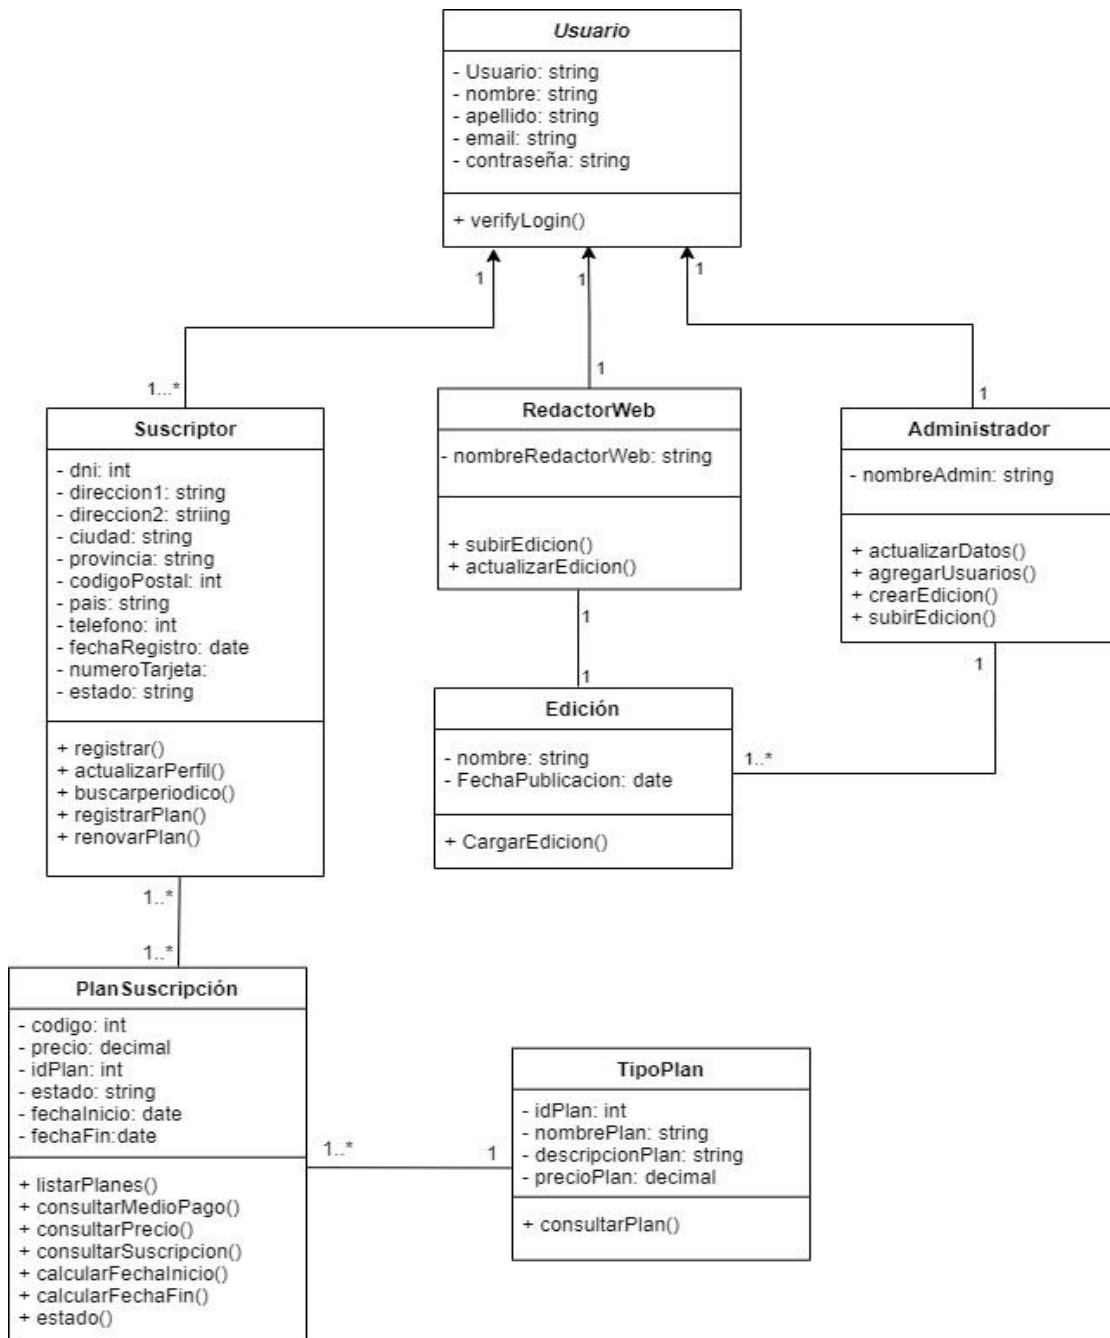 Usuario
- Usuario: string
- nombre: string
- apellido: string
- email: string
- contraseña: string
+ verifyLogin()
1
1
1
1...*
1
1
Suscriptor
- dni: int
- direccion1: string
- direccion2: striing
- ciudad: string
- provincia: string
- codigoPostal: int
- pais: string
- telefono: int
- fechaRegistro: date
- numeroTarjeta:
- estado: string
+ registrar()
+ actualizarPerfil()
+ buscarperiodico()
+ registrarPlan()
+ renovarPlan()
RedactorWeb
- nombreRedactorWeb: string
+ subirEdicion()
+ actualizarEdicion()
Administrador
- nombreAdmin: string
+ actualizarDatos()
+ agregarUsuarios()
+ crearEdicion()
+ subirEdicion()
1
1
1
1..*
Edición
- nombre: string
- FechaPublicacion: date
+ CargarEdicion()
1..*
1..*
PlanSuscripción
- codigo: int
- precio: decimal
- idPlan: int
- estado: string
- fechaInicio: date
- fechaFin:date
+ listarPlanes()
+ consultarMedioPago()
+ consultarPrecio()
+ consultarSuscripcion()
+ calcularFechaInicio()
+ calcularFechaFin()
+ estado()
1..*
1
TipoPlan
- idPlan: int
- nombrePlan: string
- descripcionPlan: string
- precioPlan: decimal
+ consultarPlan()